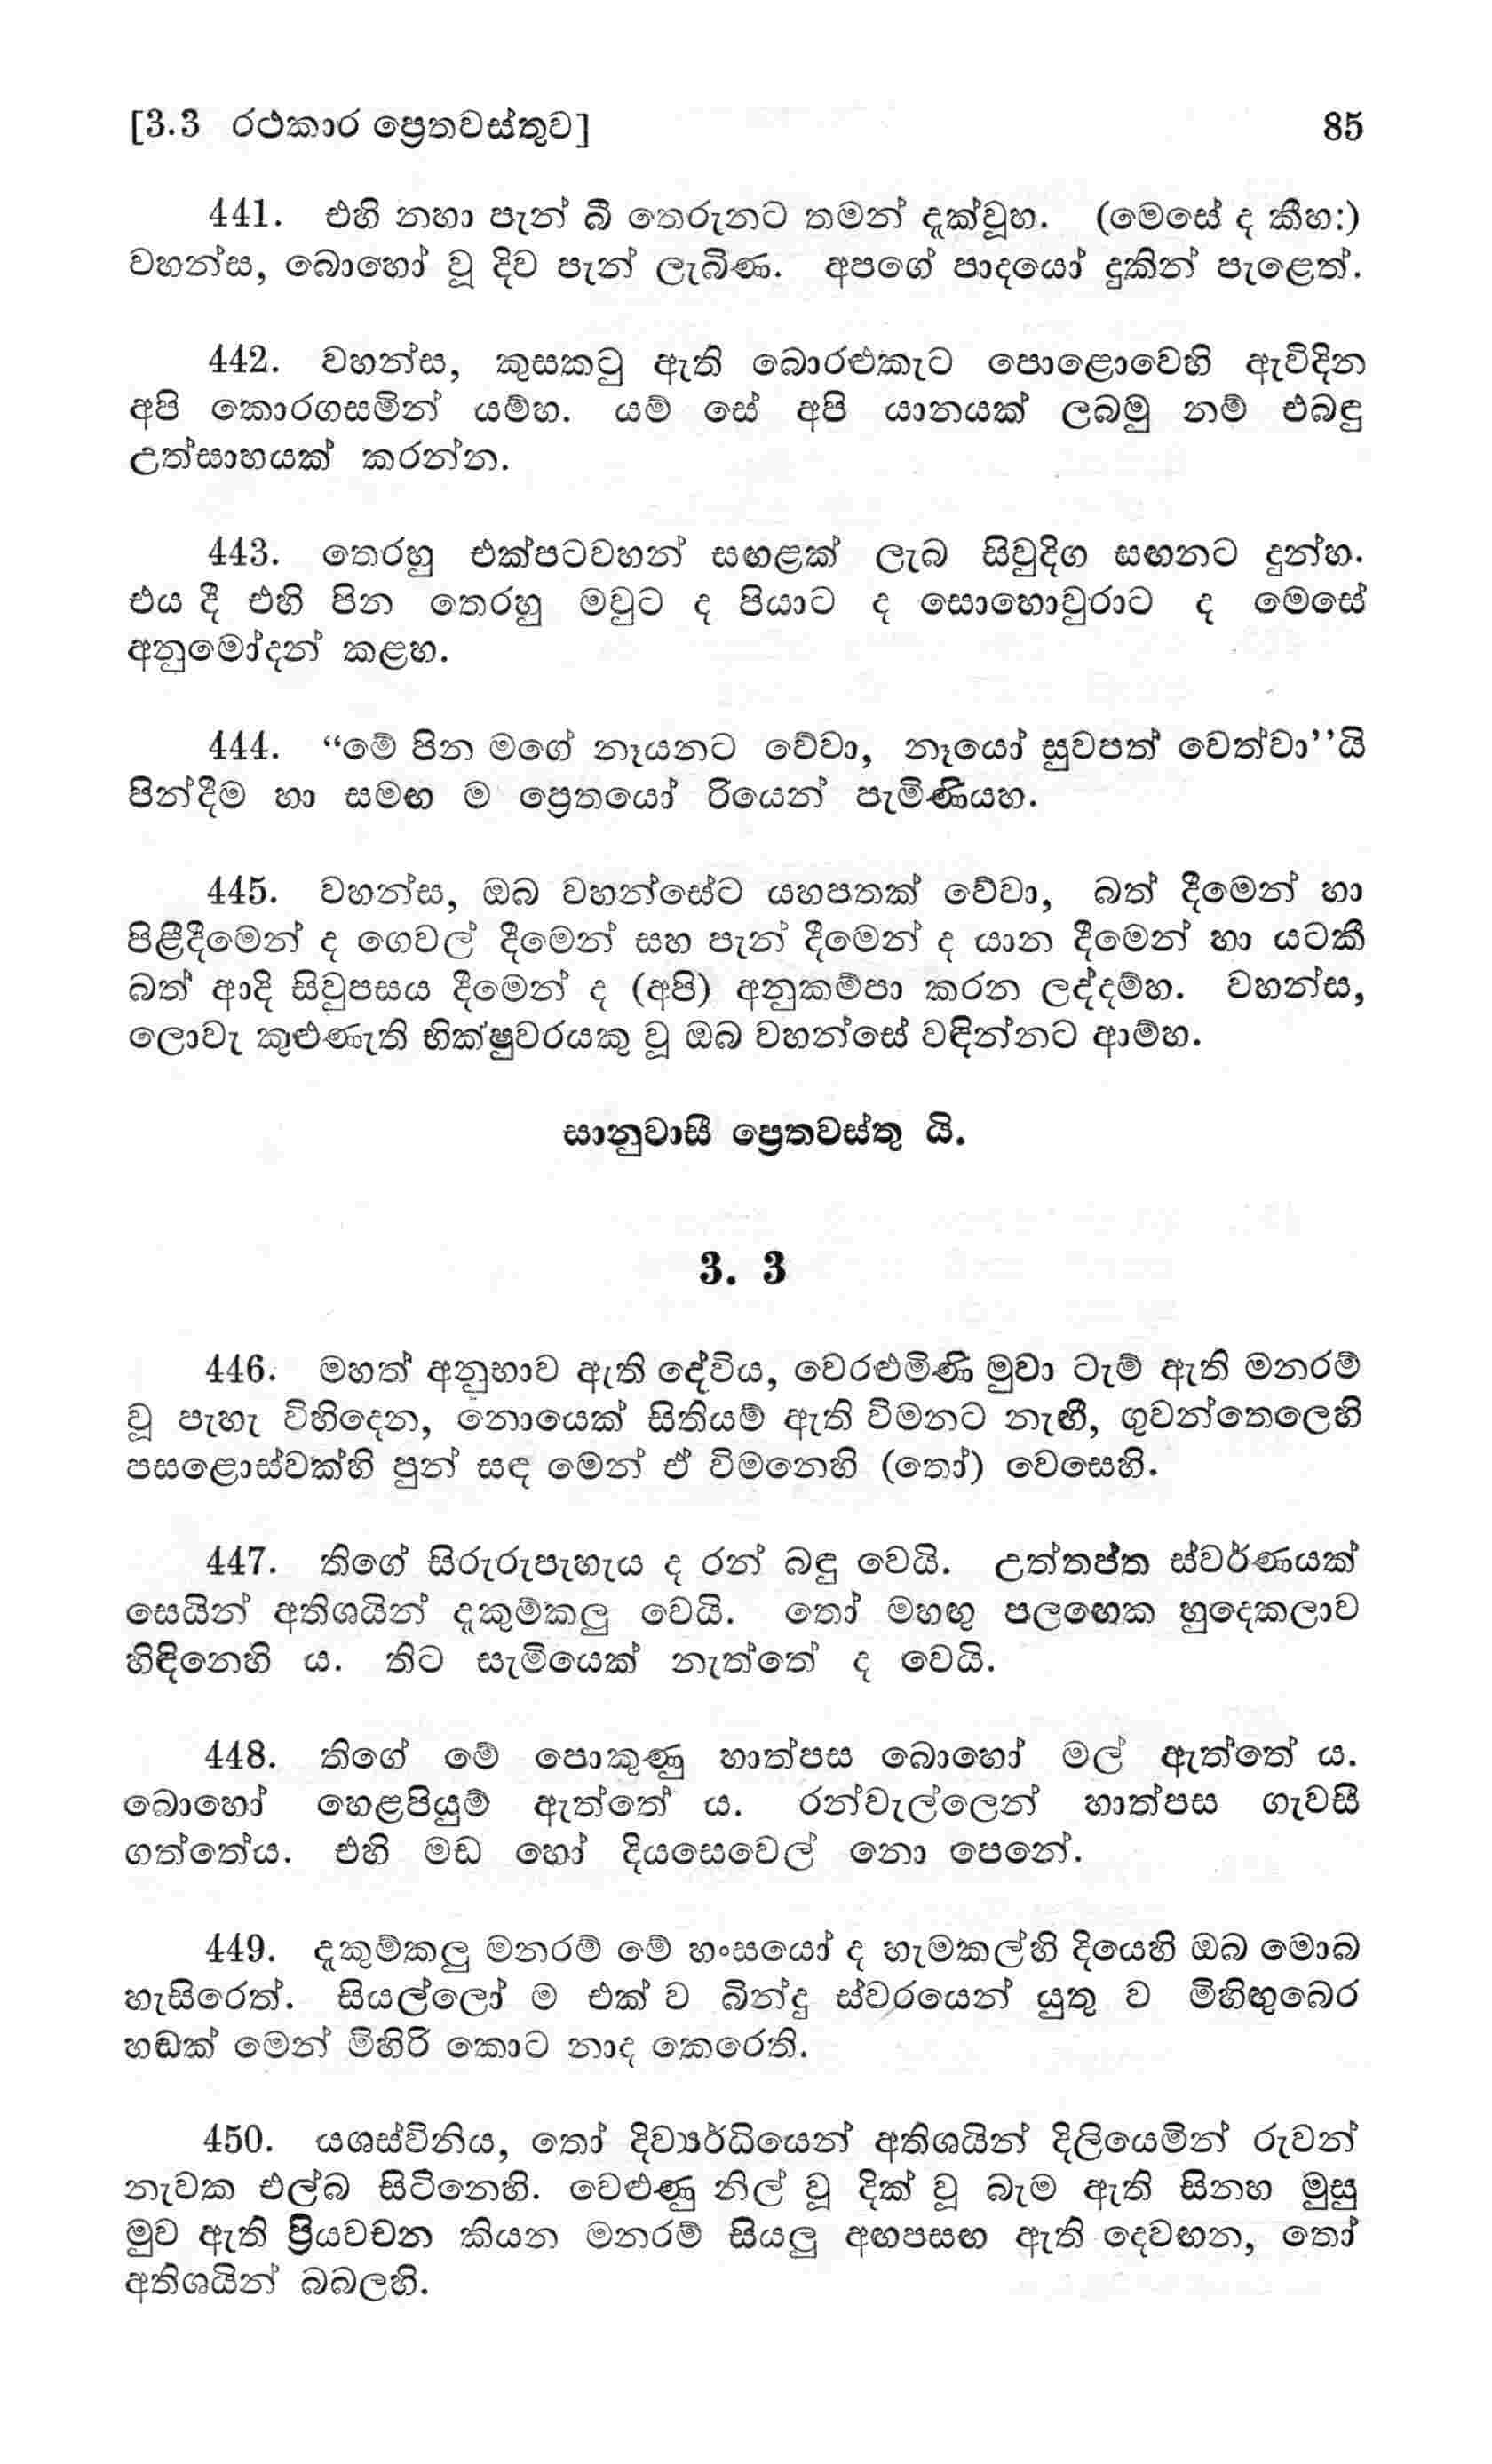 [3.3 රථකාර ප්‍රෙතවස්තුව] 85
441. එහි නහා පැන් බී තෙරුනට තමන් දැක්වූහ. (මෙසේ ද කීහ:)
වහන්ස, බොහෝ වූ දිව පැන් ලැබිණ. අපගේ පාදයෝ දුකින් පැළෙත්.
442. වහන්ස, කුසකටු ඇති බොරළුකැට පොළොවෙහි ඇවිදින
අපි කොරගසමින් යම්හ. යම් සේ අපි යානයක් ලබමු නම් එබඳු
උත්සාහයක් කරන්න.
443. තෙරහු එක්පටවහන් සඟළක් ලැබ සිවුදිග සඟනට දුන්හ.
එය දී එහි පින තෙරහු මවුට ද පියාට ද සොහොවුරාට ද මෙසේ
අනුමෝදන් කළහ.
444. “මේ පින මගේ නෑයනට වේවා, නෑයෝ සුවපත් වෙත්වා’’යි
පින්දීම හා සමඟ ම ප්‍රෙතයෝ රියෙන් පැමිණියහ.
445. වහන්ස, ඔබ වහන්සේට යහපතක් වේවා, බත් දීමෙන් හා
පිළීදීමෙන් ද ගෙවල් දීමෙන් සහ පැන් දීමෙන් ද යාන දීමෙන් හා යටකී
බත් ආදි සිවුපසය දීමෙන් ද (අපි) අනුකම්පා කරන ලද්දම්හ. වහන්ස,
ලොවැ කුළුණැති භික්ෂුවරයකු වූ ඔබ වහන්සේ වඳින්නට ආම්හ.
සානුවාසී ප්‍රෙතවස්තු යි.
3. 3
446. මහත් අනුභාව ඇති දේවිය, වෙරළුමිණි මුවා ටැම් ඇති මනරම්
වූ පැහැ විහිදෙන, නොයෙක් සිතියම් ඇති විමනට නැඟී, ගුවන්තෙලෙහි
පසළොස්වක්හි පුන් සඳ මෙන් ඒ විමනෙහි (තෝ) වෙසෙහි.
447. තිගේ සිරුරුපැහැය ද රන් බඳු වෙයි. උත්තප්ත ස්වර්ණයක්
සෙයින් අතිශයින් දැකුම්කලු වෙයි. තෝ මහඟු පලඟෙක හුදෙකලාව
හිඳිනෙහි ය. තිට සැමියෙක් නැත්තේ ද වෙයි.
448. තිගේ මේ පොකුණු හාත්පස බොහෝ මල් ඇත්තේ ය.
බොහෝ හෙළපියුම් ඇත්තේ ය. රන්වැල්ලෙන් හාත්පස ගැවසී
ගත්තේය. එහි මඩ හෝ දියසෙවෙල් නො පෙනේ.
449. දැකුම්කලු මනරම් මේ හංසයෝ ද හැමකල්හි දියෙහි ඔබ මොබ
හැසිරෙත්. සියල්ලෝ ම එක් ව බින්දු ස්වරයෙන් යුතු ව මිහිඟුබෙර
හඬක් මෙන් මිහිරි කොට නාද කෙරෙති.
450. යශස්විනිය, තෝ දිව්‍යර්ධියෙන් අතිශයින් දිලියෙමින් රුවන්
නැවක එල්බ සිටිනෙහි. වෙළුණු නිල් වූ දික් වූ බැම ඇති සිනහ මුසු
මුව ඇති ප්‍රියවචන කියන මනරම් සියලු අඟපසඟ ඇති දෙවඟන, තෝ
අතිශයින් බබලහි.